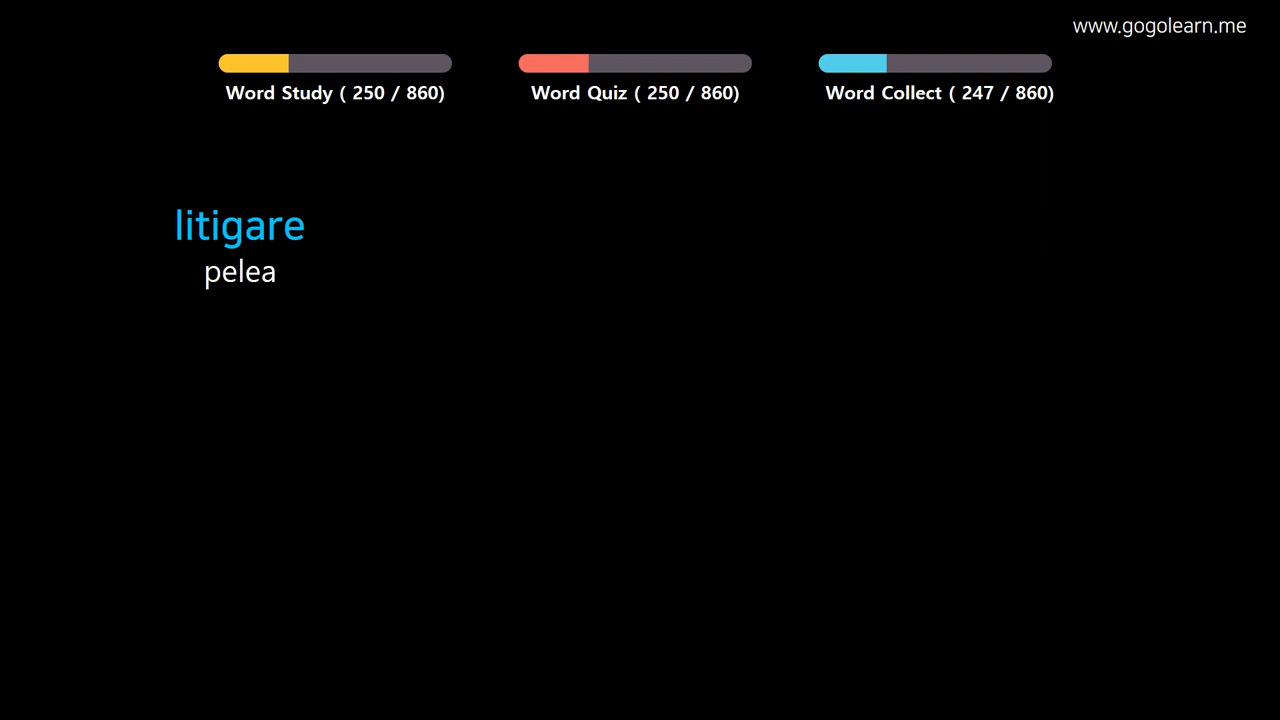 www.gogolearn.me
Word Study ( 250 / 860)
Word Quiz ( 250 / 860)
Word Collect ( 247 / 860)
litigare
pelea